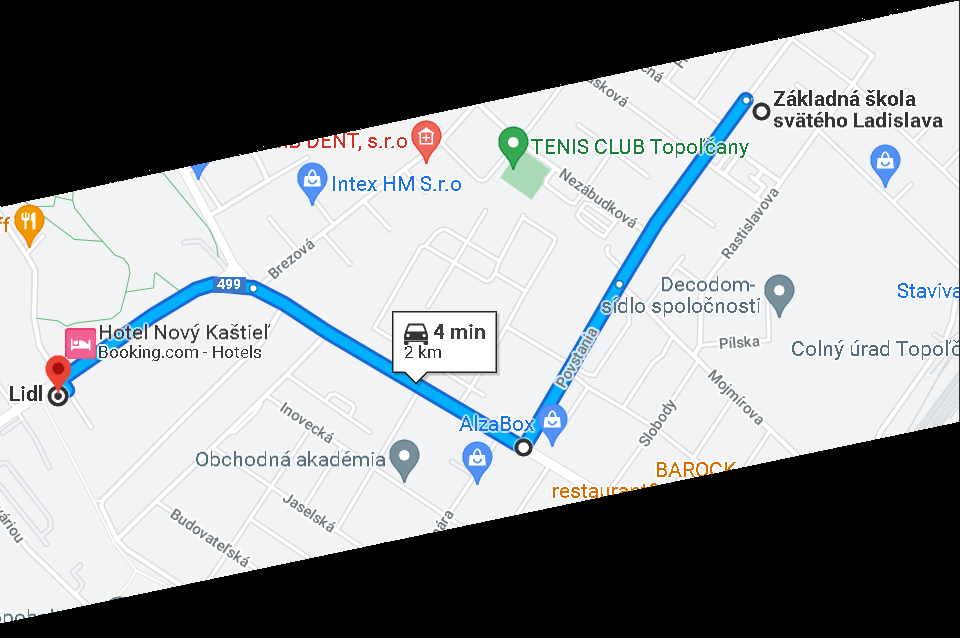 Základná škola
svätého Ladislava
DENT, s.r.o
TENIS CLUB Topoľčany
Intex HM S.r.o
Nezábudkova
Rastislavova
Brezová
499
Decodom-
sídlo spoločnosti
Staviva
Hotel Nový Kaštieľ
Booking.com - Hotels
4 min
2 km
Pílska
Colný úrad Topoľč
Povstania
Mojmírova
Lidl
Inovecká
AlzaBox
Slobody
Obchodná akadémia
BAROCK
restaurant
Jaselská
Budovateľská